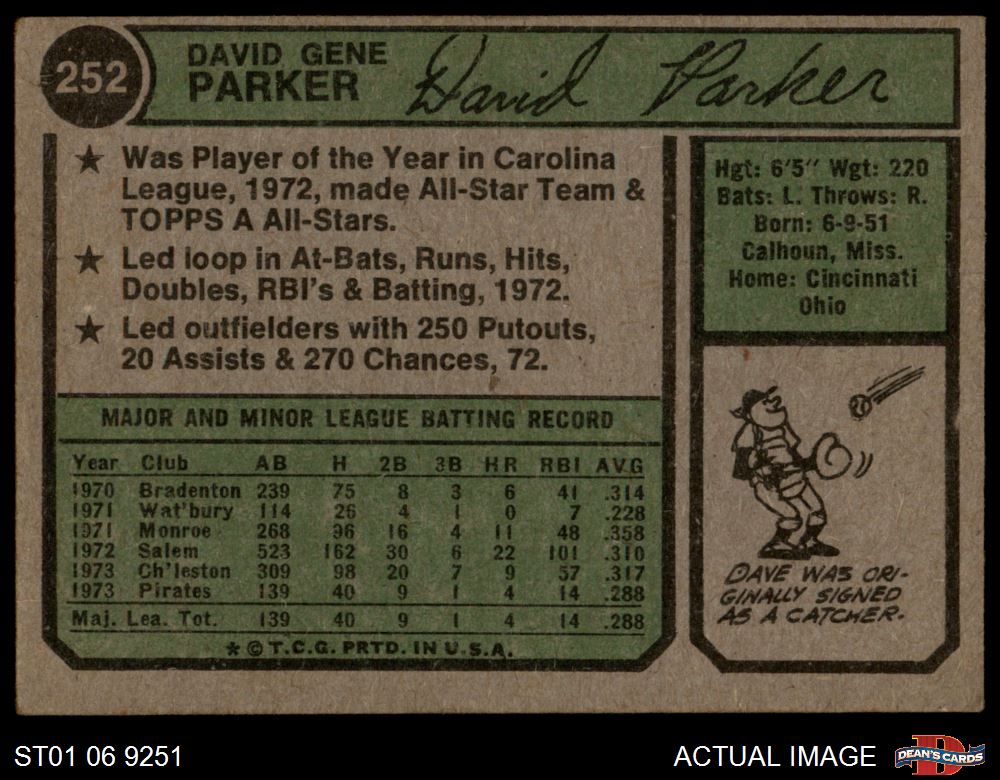 252
DAVID GENE
PARKER
David Parker
★ Was Player of the Year in Carolina
League, 1972, made All-Star Team &
TOPPS A All-Stars.
★ Led loop in At-Bats, Runs, Hits,
Doubles, RBI's & Batting, 1972.
★ Led outfielders with 250 Putouts,
20 Assists & 270 Chances, 72.
Hgt: 6'5" Wgt: 220
Bats: L. Throws: R.
Born: 6-9-51
Calhoun, Miss.
Home: Cincinnati
Ohio
MAJOR AND MINOR LEAGUE BATTING RECORD
Year Club AB H 2B 3B HR RBI AVG
1970 Bradenton 239 75 8 3 6 41 .314
1971 Wat'bury 114 26 4 1 0 7 .228
1971 Monroe 268 96 16 4 11 48 .358
1972 Salem 523 162 30 6 22 101 .310
1973 Ch'leston 309 98 20 7 9 57 .317
1973 Pirates 139 40 9 1 4 14 .288
Maj. Lea. Tot. 139 40 9 1 4 14 .288
* © T.C.G. PRTD. IN U.S.A.
DAVE WAS ORI-
GINALLY SIGNED
AS A CATCHER.
ST01 06 9251
ACTUAL IMAGE
D
DEAN'S CARDS